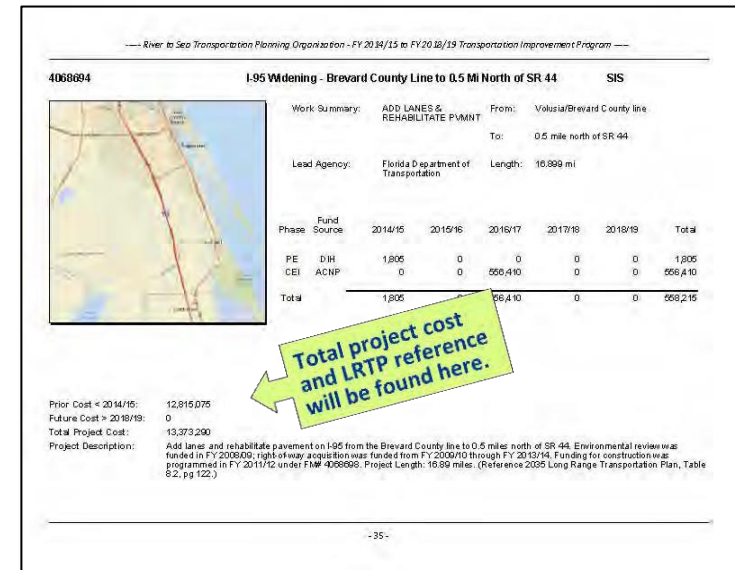 ----- River to Sea Transportation Planning Organization - FY 2014/15 to FY 2018/19 Transportation Improvement Program -----
4068694 I-95 Widening - Brevard County Line to 0.5 Mi North of SR 44 SIS
Work Summary: ADD LANES & REHABILITATE PVMNT From: Volusia/Brevard County line
To: 0.5 mile north of SR 44
Lead Agency: Florida Department of Transportation Length: 16.899 mi
Phase Fund Source 2014/15 2015/16 2016/17 2017/18 2018/19 Total
PE DIH 1,805 0 0 0 0 1,805
CEI ACNP 0 0 556,410 0 0 556,410
Total 1,805 0 556,410 0 0 558,215
Total project cost
and LRTP reference
will be found here.
Prior Cost < 2014/15: 12,815,075
Future Cost > 2018/19: 0
Total Project Cost: 13,373,290
Project Description: Add lanes and rehabilitate pavement on I-95 from the Brevard County line to 0.5 miles north of SR 44. Environmental review was
funded in FY 2008/09; right-of-way acquisition was funded from FY 2009/10 through FY 2013/14. Funding for construction was
programmed in FY 2011/12 under FM# 4068698. Project Length: 16.89 miles. (Reference 2035 Long Range Transportation Plan, Table
8.2, pg 122.)
- 35 -